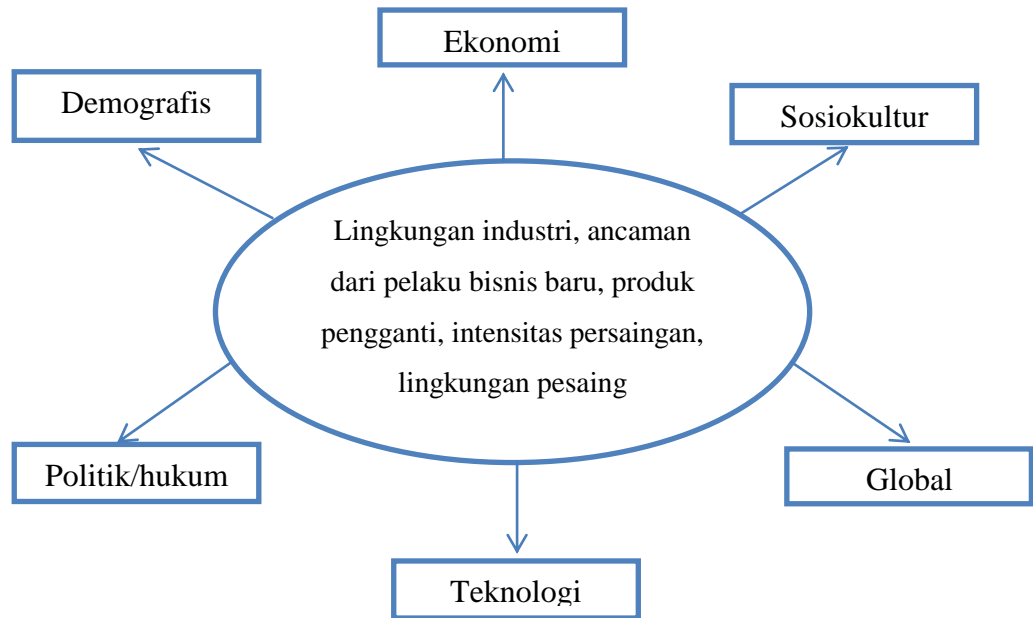 Ekonomi
Demografis
Sosiokultur
Lingkungan industri, ancaman
dari pelaku bisnis baru, produk
pengganti, intensitas persaingan,
lingkungan pesaing
Politik/hukum
Global
Teknologi